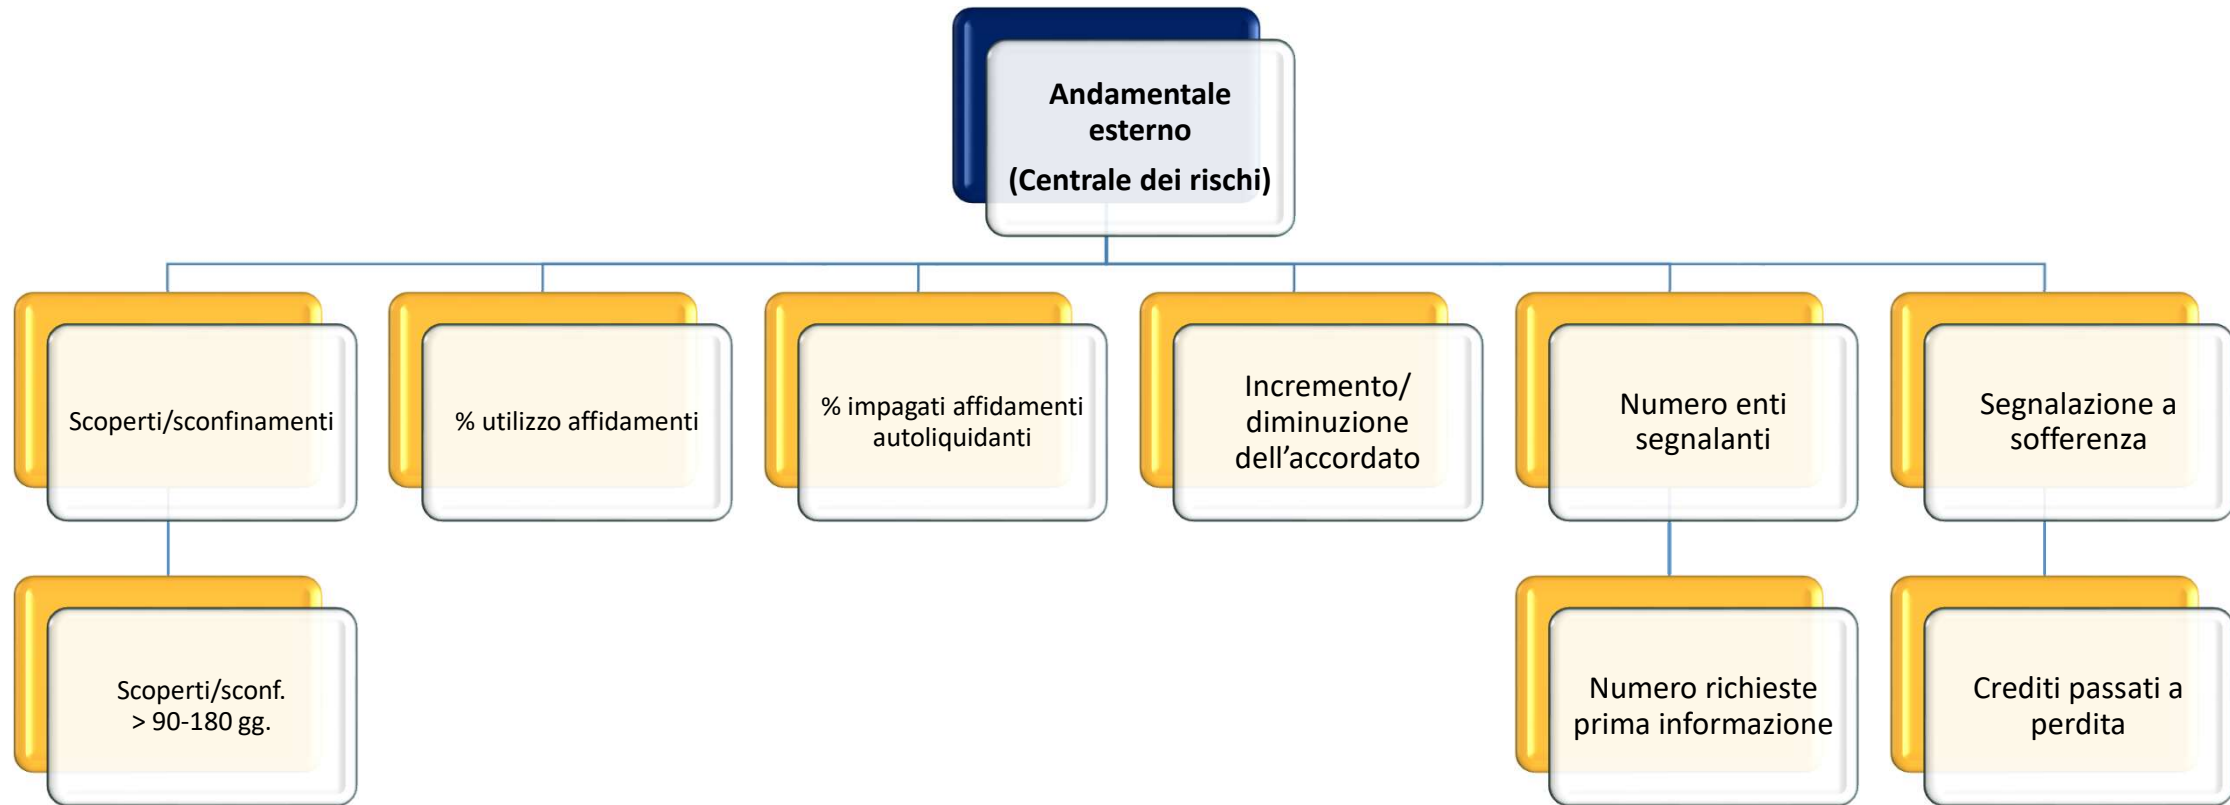 Andamentale
esterno
(Centrale dei rischi)
Scoperti/sconfinamenti
% utilizzo affidamenti
% impagati affidamenti
autoliquidanti
Incremento/
diminuzione
dell’accordato
Numero enti
segnalanti
Segnalazione a
sofferenza
Scoperti/sconf.
> 90-180 gg.
Numero richieste
prima informazione
Crediti passati a
perdita